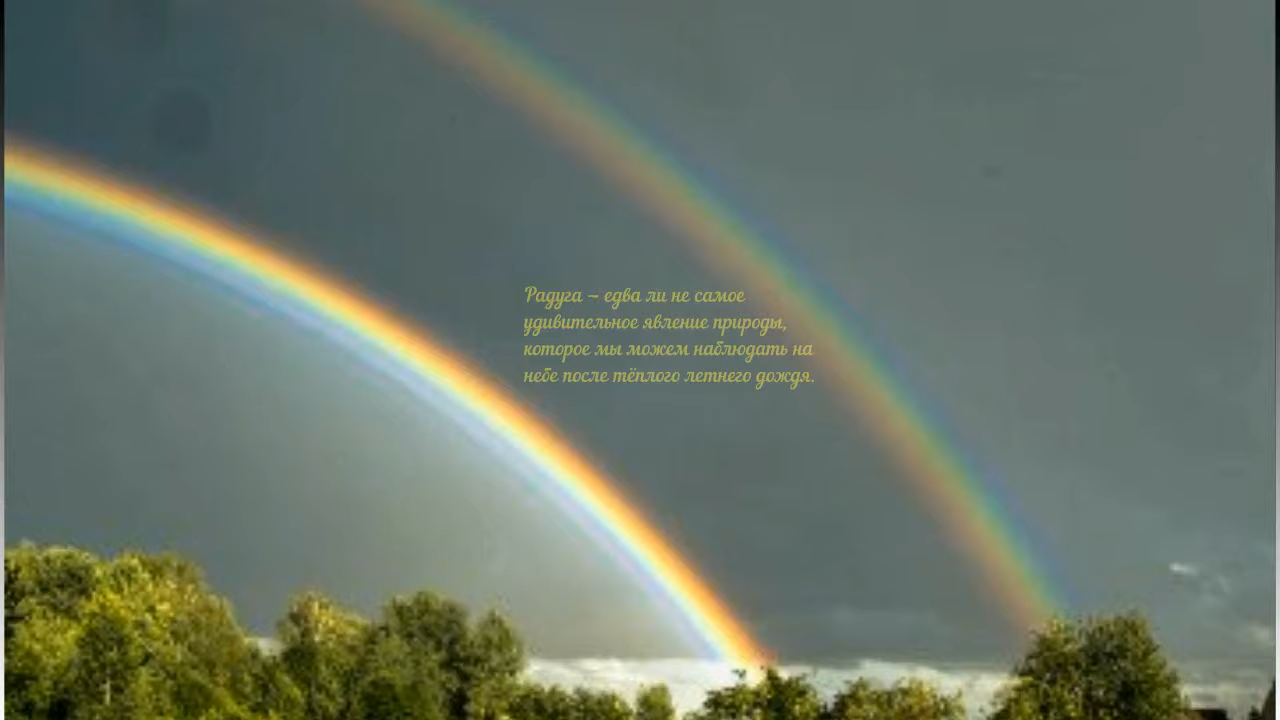 Радуга – едва ли не самое
удивительное явление природы,
которое мы можем наблюдать на
небе после тёплого летнего дождя.